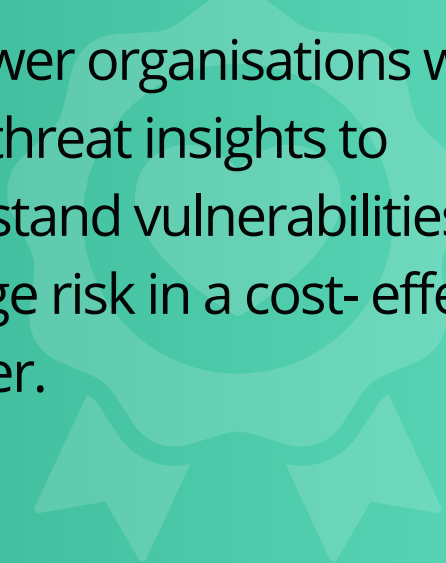 wer organisations w
threat insights to
stand vulnerabilities
ge risk in a cost- effe
er.